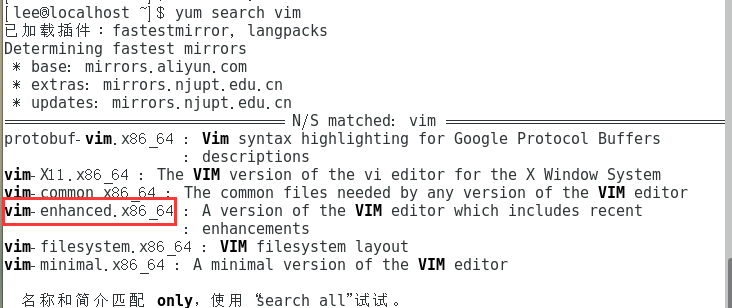 [lee@localhost ~]$ yum search vim
已加载插件：fastestmirror, langpacks
Determining fastest mirrors
 * base: mirrors.aliyun.com
 * extras: mirrors.njupt.edu.cn
 * updates: mirrors.njupt.edu.cn
============================== N/S matched: vim ==============================
protobuf-vim.x86_64 : Vim syntax highlighting for Google Protocol Buffers
                    : descriptions
vim-X11.x86_64 : The VIM version of the vi editor for the X Window System
vim-common.x86_64 : The common files needed by any version of the VIM editor
vim-enhanced.x86_64 : A version of the VIM editor which includes recent
                    : enhancements
vim-filesystem.x86_64 : VIM filesystem layout
vim-minimal.x86_64 : A minimal version of the VIM editor
  名称和简介匹配 only，使用“search all”试试。